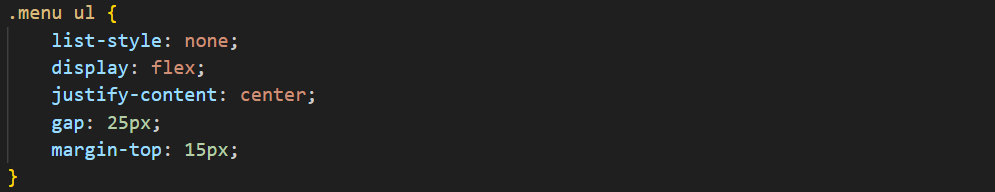 .menu ul {
    list-style: none;
    display: flex;
    justify-content: center;
    gap: 25px;
    margin-top: 15px;
}